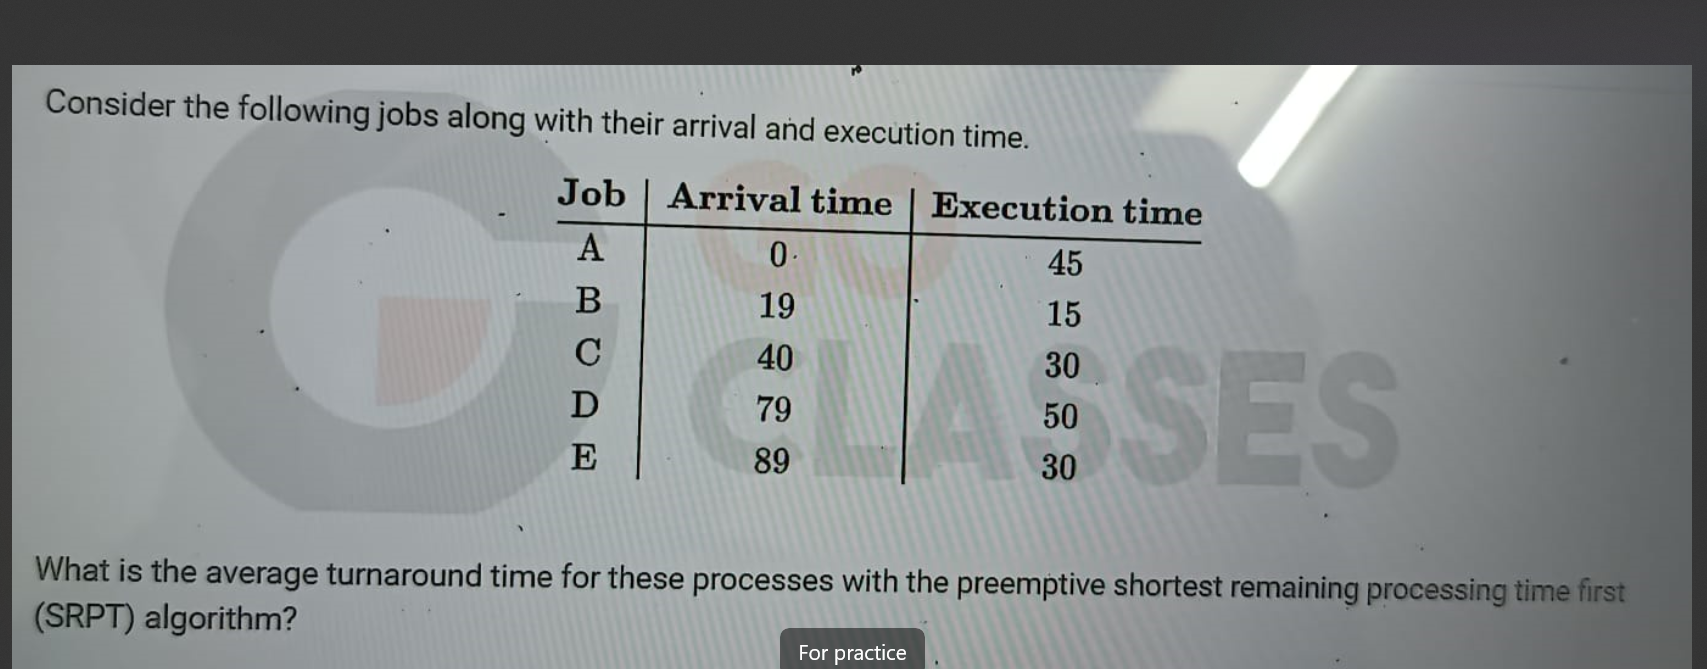 Consider the following jobs along with their arrival and execution time.
Job Arrival time Execution time
A 0 45
B 19 15
C 40 30
D 79 50
E 89 30
GO
CLASSES
What is the average turnaround time for these processes with the preemptive shortest remaining processing time first
(SRPT) algorithm?
For practice